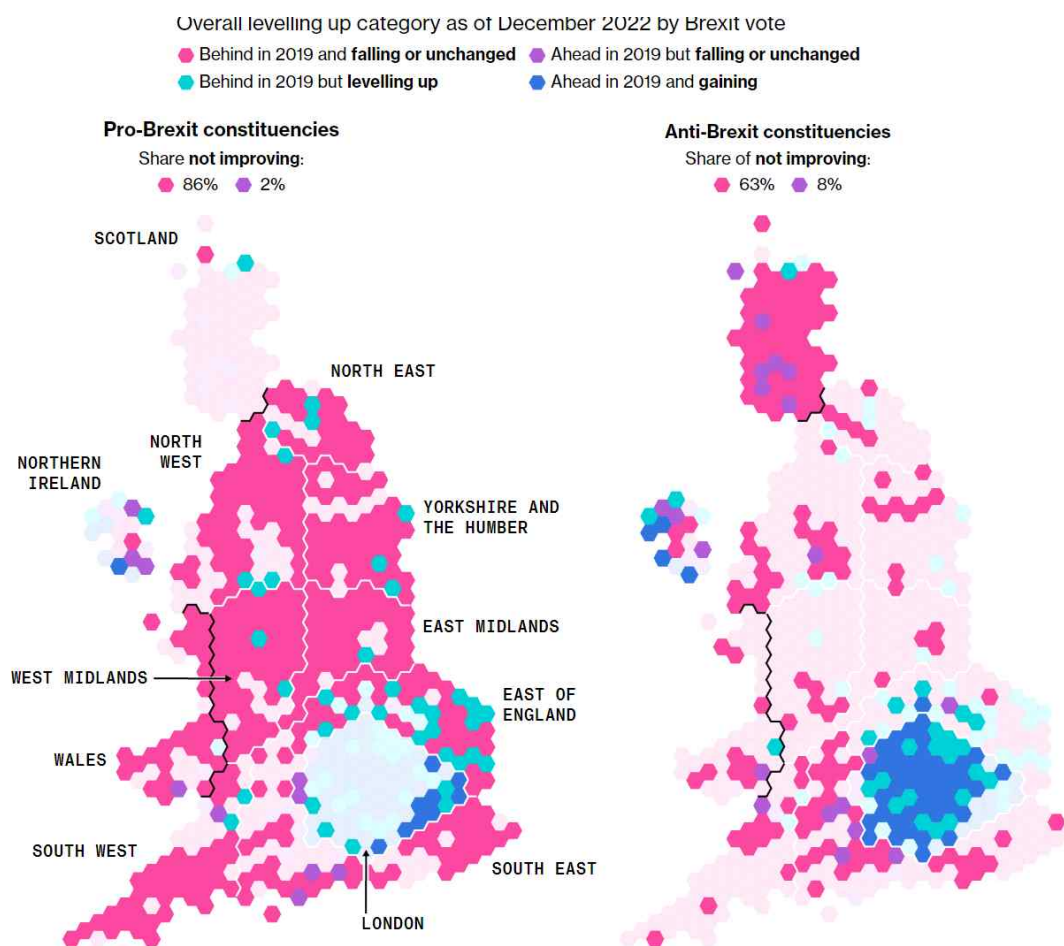 Overall levelling up category as of December 2022 by Brexit vote
Behind in 2019 and falling or unchanged
Ahead in 2019 but falling or unchanged
Behind in 2019 but levelling up
Ahead in 2019 and gaining
Pro-Brexit constituencies
Share not improving:
86% 2%
Anti-Brexit constituencies
Share of not improving:
63% 8%
SCOTLAND
NORTH EAST
NORTH
WEST
NORTHERN
IRELAND
YORKSHIRE AND
THE HUMBER
EAST MIDLANDS
WEST MIDLANDS
EAST OF
ENGLAND
WALES
SOUTH WEST
SOUTH EAST
LONDON